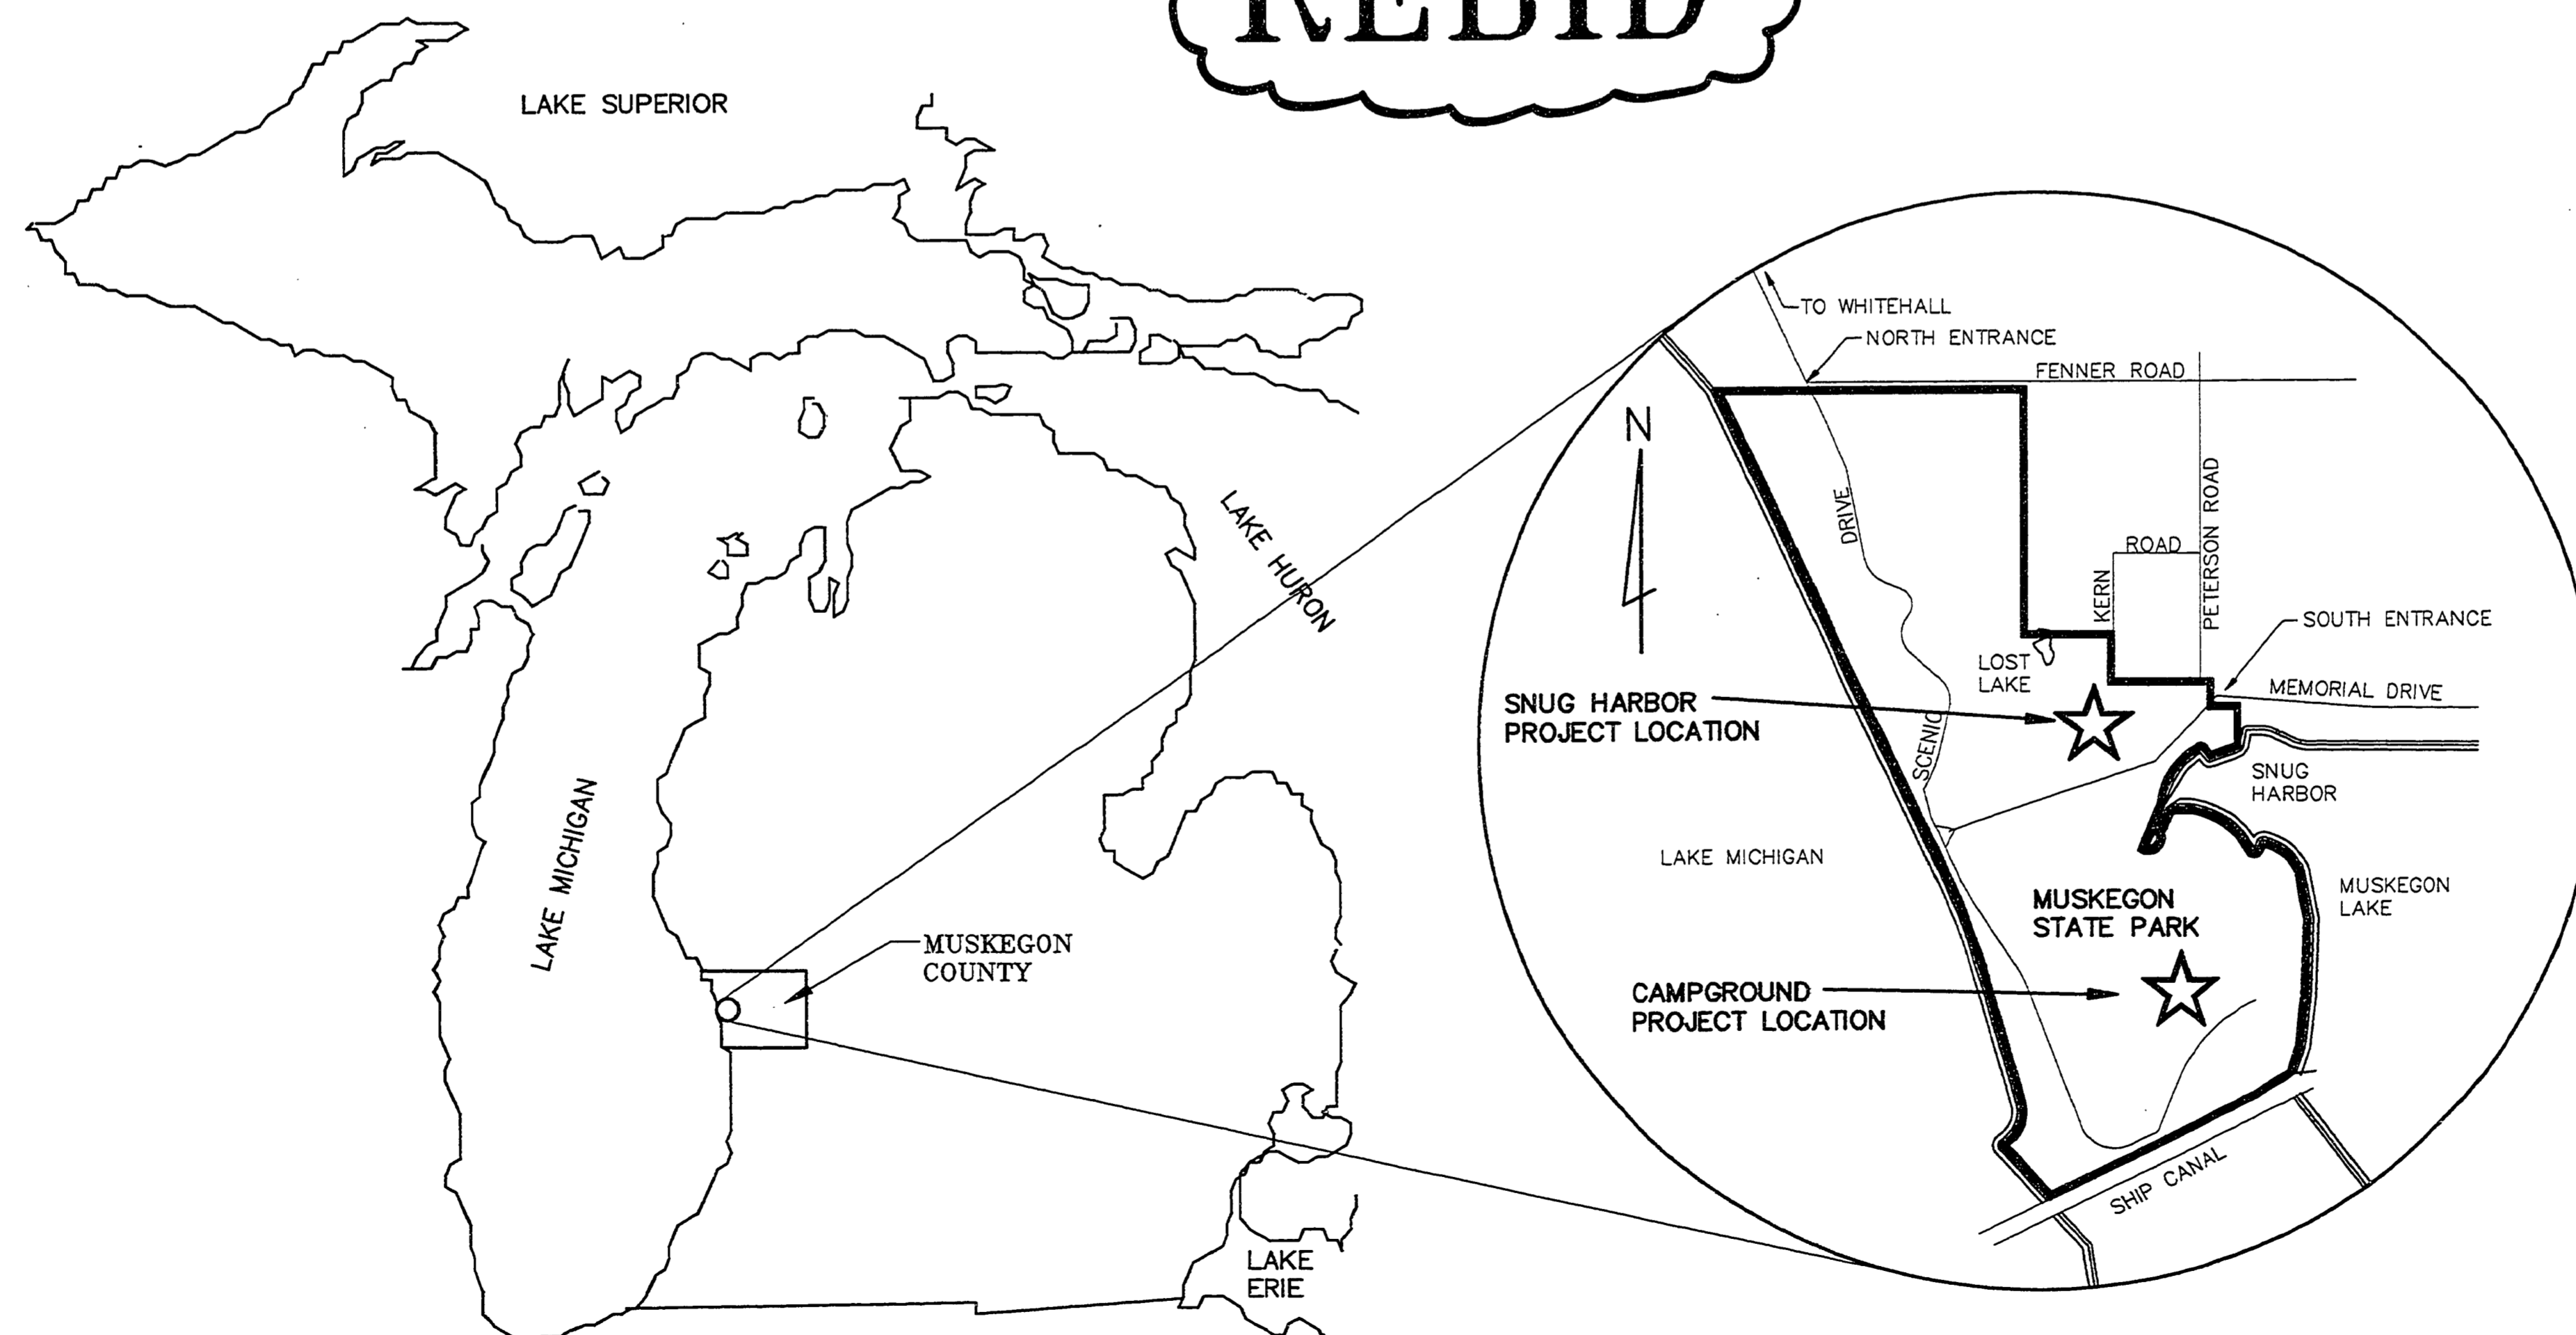 REBID
LAKE SUPERIOR
LAKE HURON
LAKE MICHIGAN
MUSKEGON
COUNTY
LAKE
ERIE
TO WHITEHALL
NORTH ENTRANCE
FENNER ROAD
N
DRIVE
SCENIC
ROAD
KERN
PETERSON ROAD
SOUTH ENTRANCE
LOST
LAKE
MEMORIAL DRIVE
SNUG HARBOR
PROJECT LOCATION
SNUG
HARBOR
LAKE MICHIGAN
MUSKEGON
LAKE
MUSKEGON
STATE PARK
CAMPGROUND
PROJECT LOCATION
SHIP CANAL